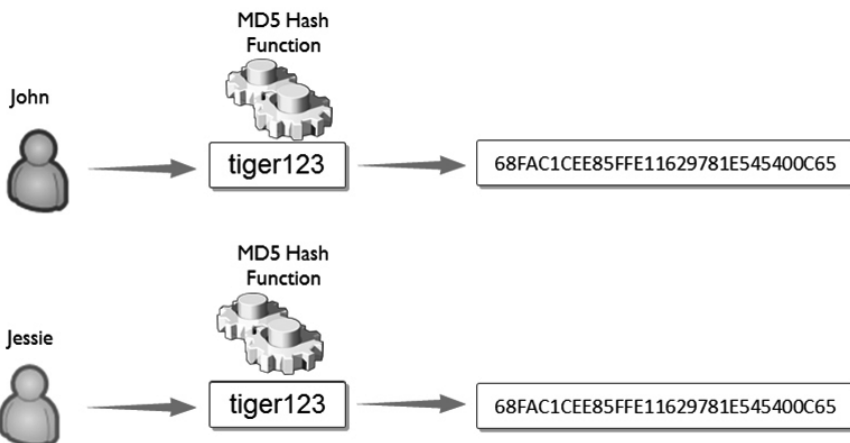 MD5 Hash
Function
John
tiger123
68FAC1CEE85FFE11629781E545400C65
MD5 Hash
Function
Jessie
tiger123
68FAC1CEE85FFE11629781E545400C65